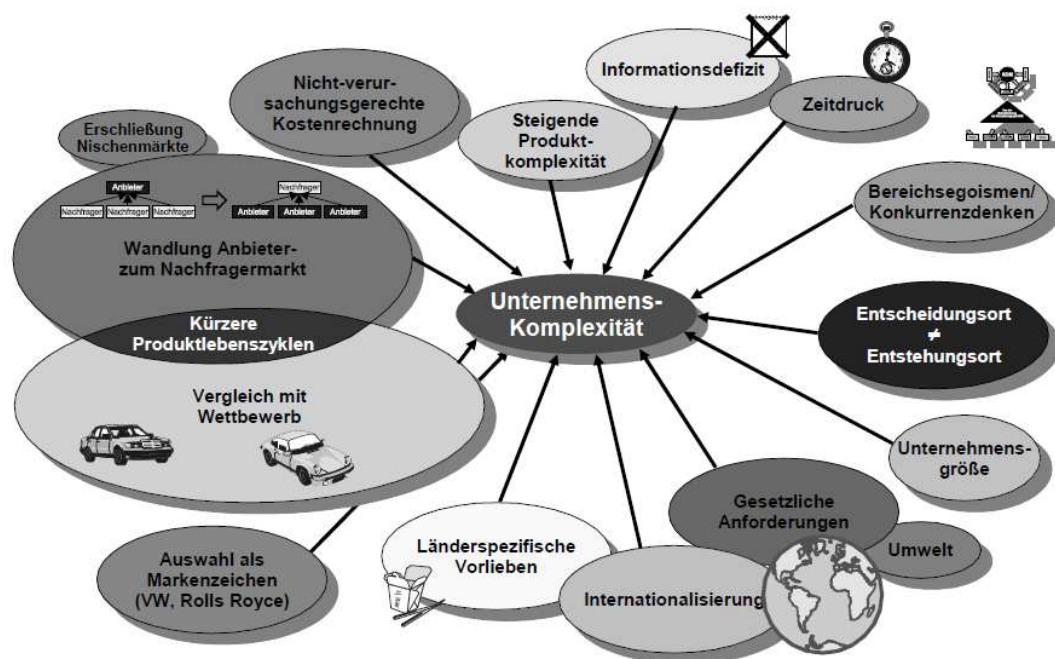 Nicht-verur-
sachungsgerechte
Kostenrechnung
Informationsdefizit
Zeitdruck
Steigende
Produkt-
komplexität
Erschließung
Nischenmärkte
Anbieter
Nachfrager
Nachfrager
Nachfrager
Nachfrager
Anbieter
Anbieter
Anbieter
Wandlung Anbieter-
zum Nachfragermarkt
Bereichsegoismen/
Konkurrenzdenken
Unternehmens-
Komplexität
Kürzere
Produktlebenszyklen
Entscheidungsort
≠
Entstehungsort
Vergleich mit
Wettbewerb
Unternehmens-
größe
Gesetzliche
Anforderungen
Umwelt
Länderspezifische
Vorlieben
Internationalisierung
Auswahl als
Markenzeichen
(VW, Rolls Royce)